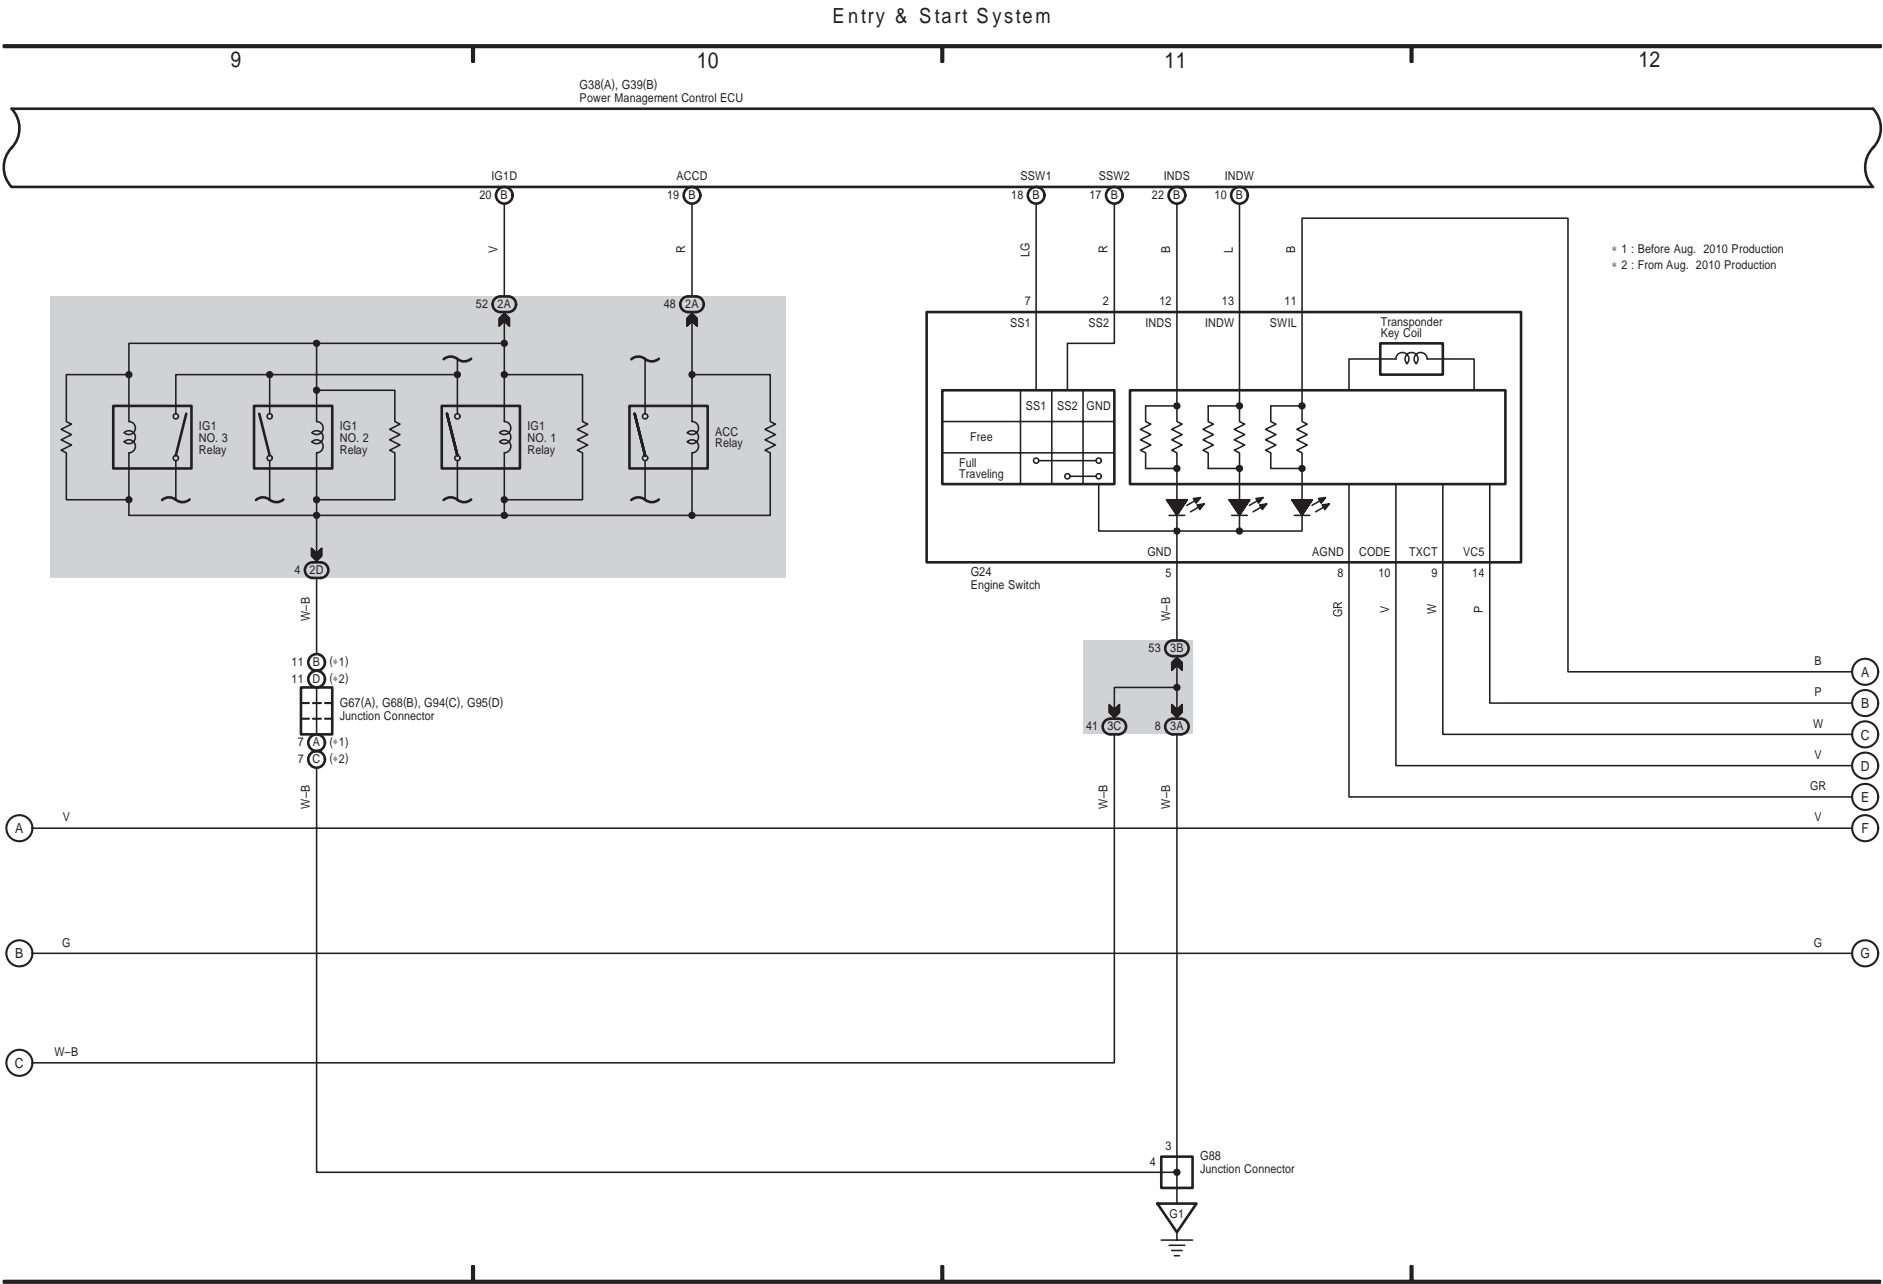 Entry & Start System
9 10 11 12
G38(A), G39(B)
Power Management Control ECU
IG1D ACCD SSW1 SSW2 INDS INDW
20 B 19 B 18 B 17 B 22 B 10 B
V R LG R B L B
* 1 : Before Aug. 2010 Production
* 2 : From Aug. 2010 Production
52 2A 48 2A 7 2 12 13 11
SS1 SS2 INDS INDW SWIL
Transponder
Key Coil
IG1
NO. 3
Relay
IG1
NO. 2
Relay
IG1
NO. 1
Relay
ACC
Relay
SS1 SS2 GND
Free
Full
Traveling
GND AGND CODE TXCT VC5
4 2D
G24
Engine Switch
5 8 10 9 14
W–B W–B GR V W P
53 3B
11 B (*1)
11 D (*2)
G67(A), G68(B), G94(C), G95(D)
Junction Connector
7 A (*1)
7 C (*2)
41 3C 8 3A
W–B W–B W–B
B A
P B
W C
V D
GR E
A V V F
B G G G
C W–B
3
4
G88
Junction Connector
G1